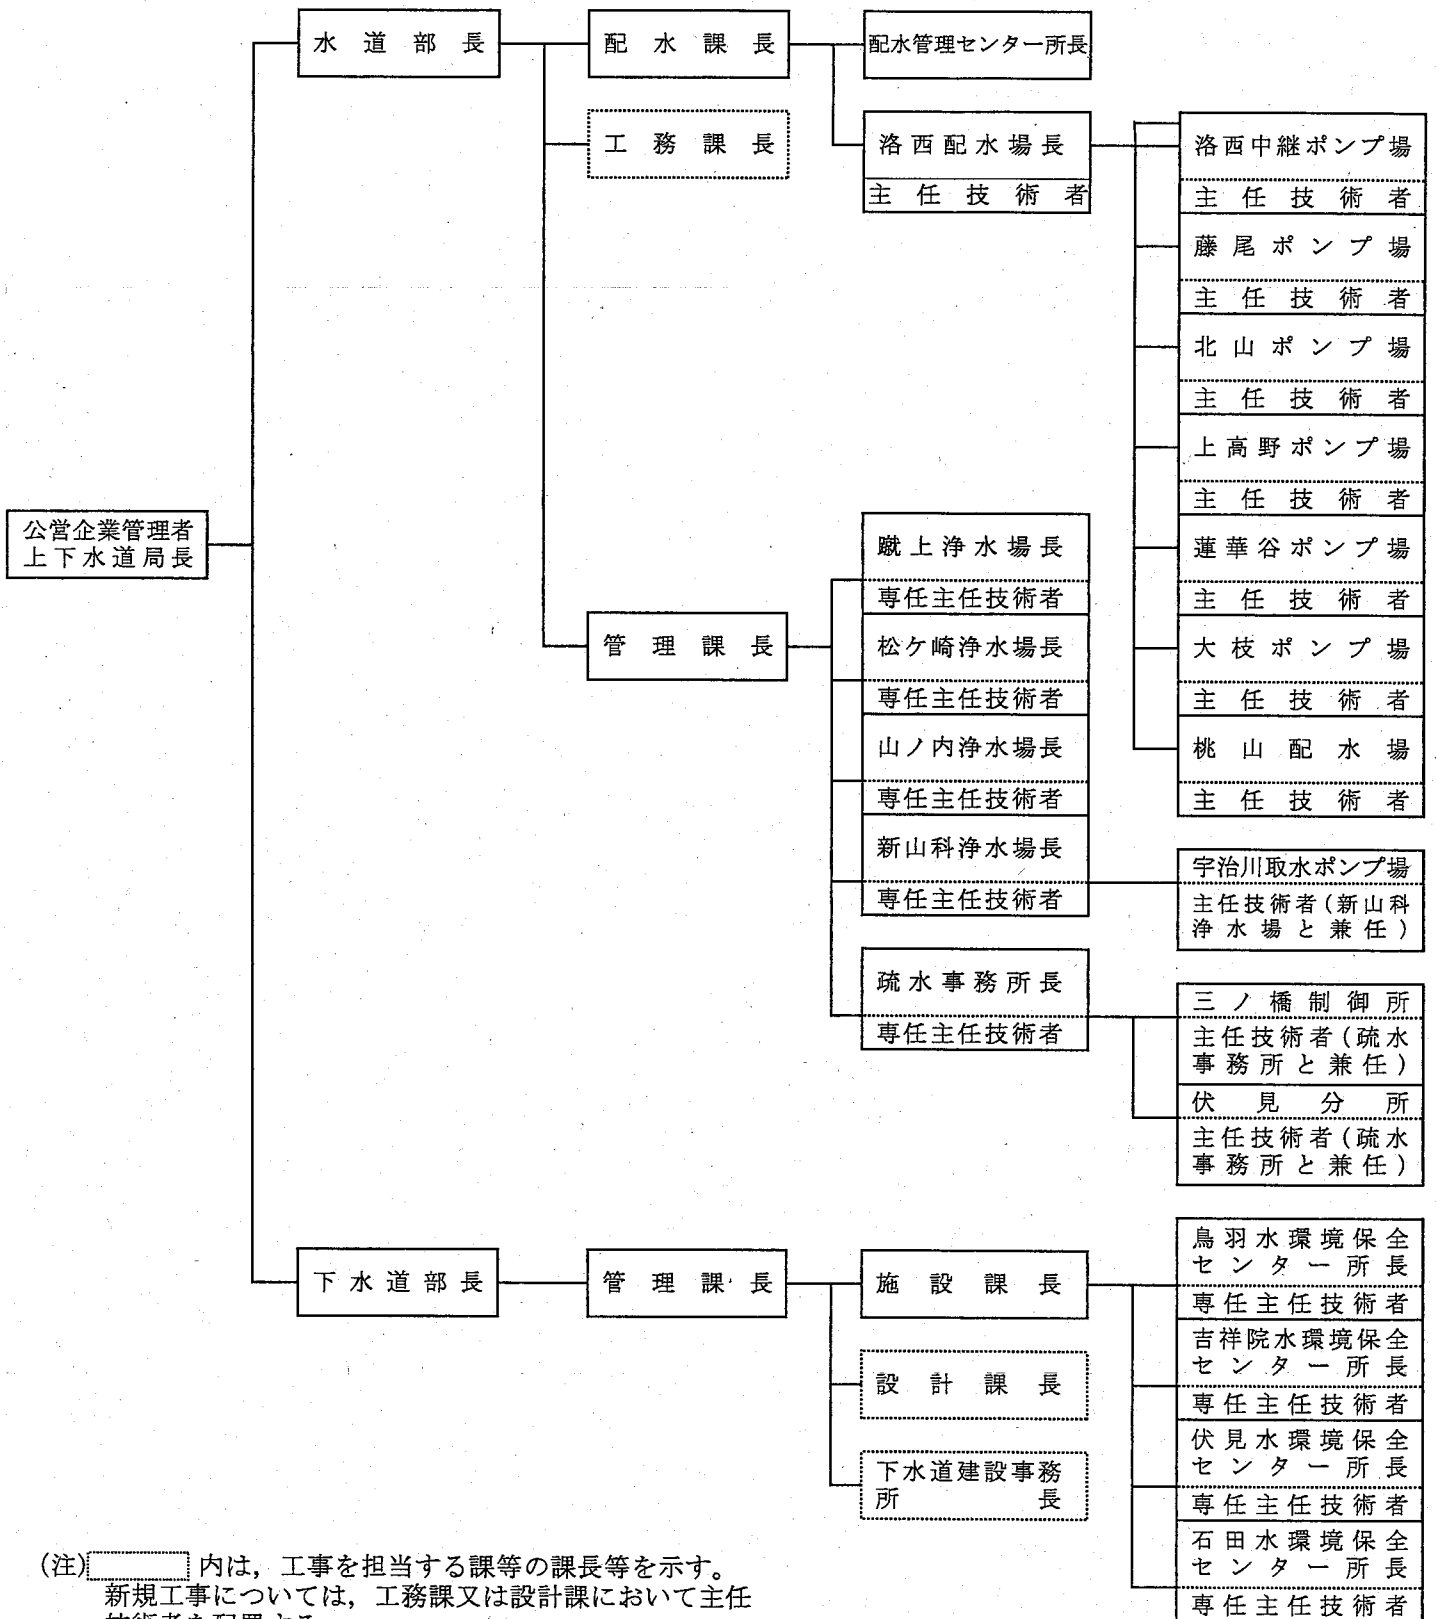 公営企業管理者
上下水道局長
水道部長
配水課長
配水管理センター所長
洛西配水場長
主任技術者
洛西中継ポンプ場
主任技術者
藤尾ポンプ場
主任技術者
北山ポンプ場
主任技術者
上高野ポンプ場
主任技術者
蓮華谷ポンプ場
主任技術者
大枝ポンプ場
主任技術者
桃山配水場
主任技術者
工務課長
管理課長
蹴上浄水場長
専任主任技術者
松ケ崎浄水場長
専任主任技術者
山ノ内浄水場長
専任主任技術者
新山科浄水場長
専任主任技術者
宇治川取水ポンプ場
主任技術者(新山科
浄水場と兼任)
疏水事務所長
専任主任技術者
三ノ橋制御所
主任技術者(疏水
事務所と兼任)
伏見分所
主任技術者(疏水
事務所と兼任)
下水道部長
管理課長
施設課長
鳥羽水環境保全
センター所長
専任主任技術者
吉祥院水環境保全
センター所長
専任主任技術者
伏見水環境保全
センター所長
専任主任技術者
石田水環境保全
センター所長
専任主任技術者
設計課長
下水道建設事務
所長
(注) 内は，工事を担当する課等の課長等を示す。
新規工事については，工務課又は設計課において主任